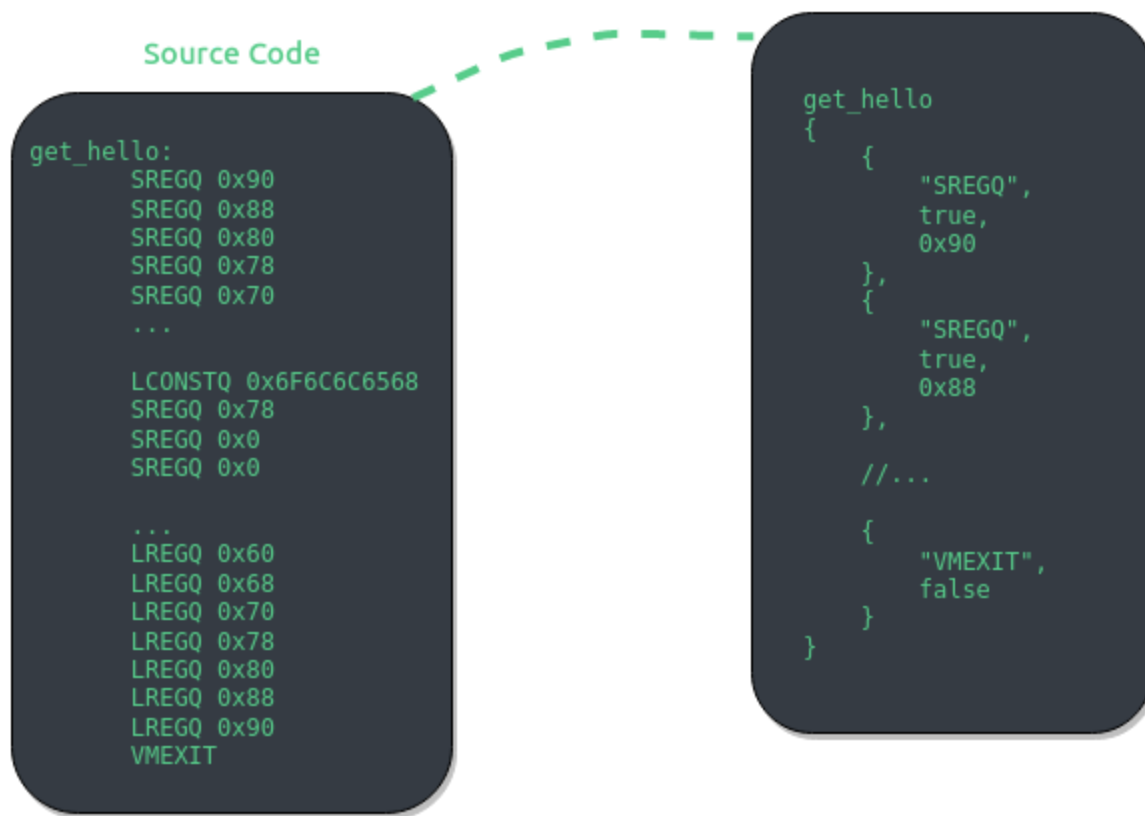 Source Code
get_hello:
SREGQ 0x90
SREGQ 0x88
SREGQ 0x80
SREGQ 0x78
SREGQ 0x70
...
LCONSTQ 0x6F6C6C6568
SREGQ 0x78
SREGQ 0x0
SREGQ 0x0
...
LREGQ 0x60
LREGQ 0x68
LREGQ 0x70
LREGQ 0x78
LREGQ 0x80
LREGQ 0x88
LREGQ 0x90
VMEXIT
get_hello
{
{
"SREGQ",
true,
0x90
},
{
"SREGQ",
true,
0x88
},
//...
{
"VMEXIT",
false
}
}